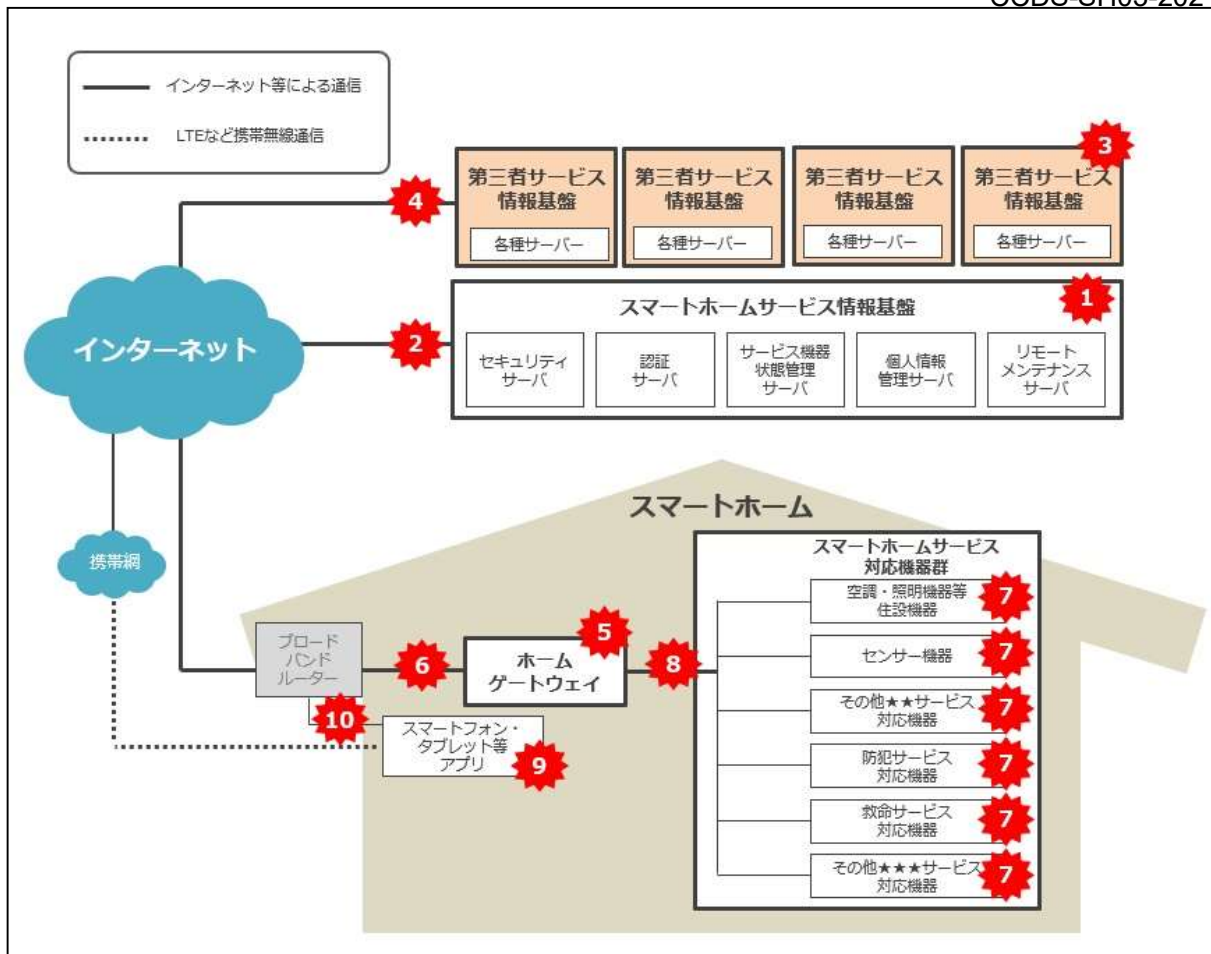 インターネット等による通信
LTEなど携帯無線通信
3
第三者サービス
情報基盤
各種サーバー
第三者サービス
情報基盤
各種サーバー
第三者サービス
情報基盤
各種サーバー
第三者サービス
情報基盤
各種サーバー
4
1
スマートホームサービス情報基盤
インターネット
2
セキュリティ
サーバ
認証
サーバ
サービス機器
状態管理
サーバ
個人情報
管理サーバ
リモート
メンテナンス
サーバ
スマートホーム
携帯網
スマートホームサービス
対応機器群
空調・照明機器等
住設機器
7
ブロード
バンド
ルーター
6
ホーム
ゲートウェイ
5
8
センサー機器
7
10
スマートフォン・
タブレット等
アプリ
9
その他★★サービス
対応機器
7
防犯サービス
対応機器
7
救命サービス
対応機器
7
その他★★★サービス
対応機器
7